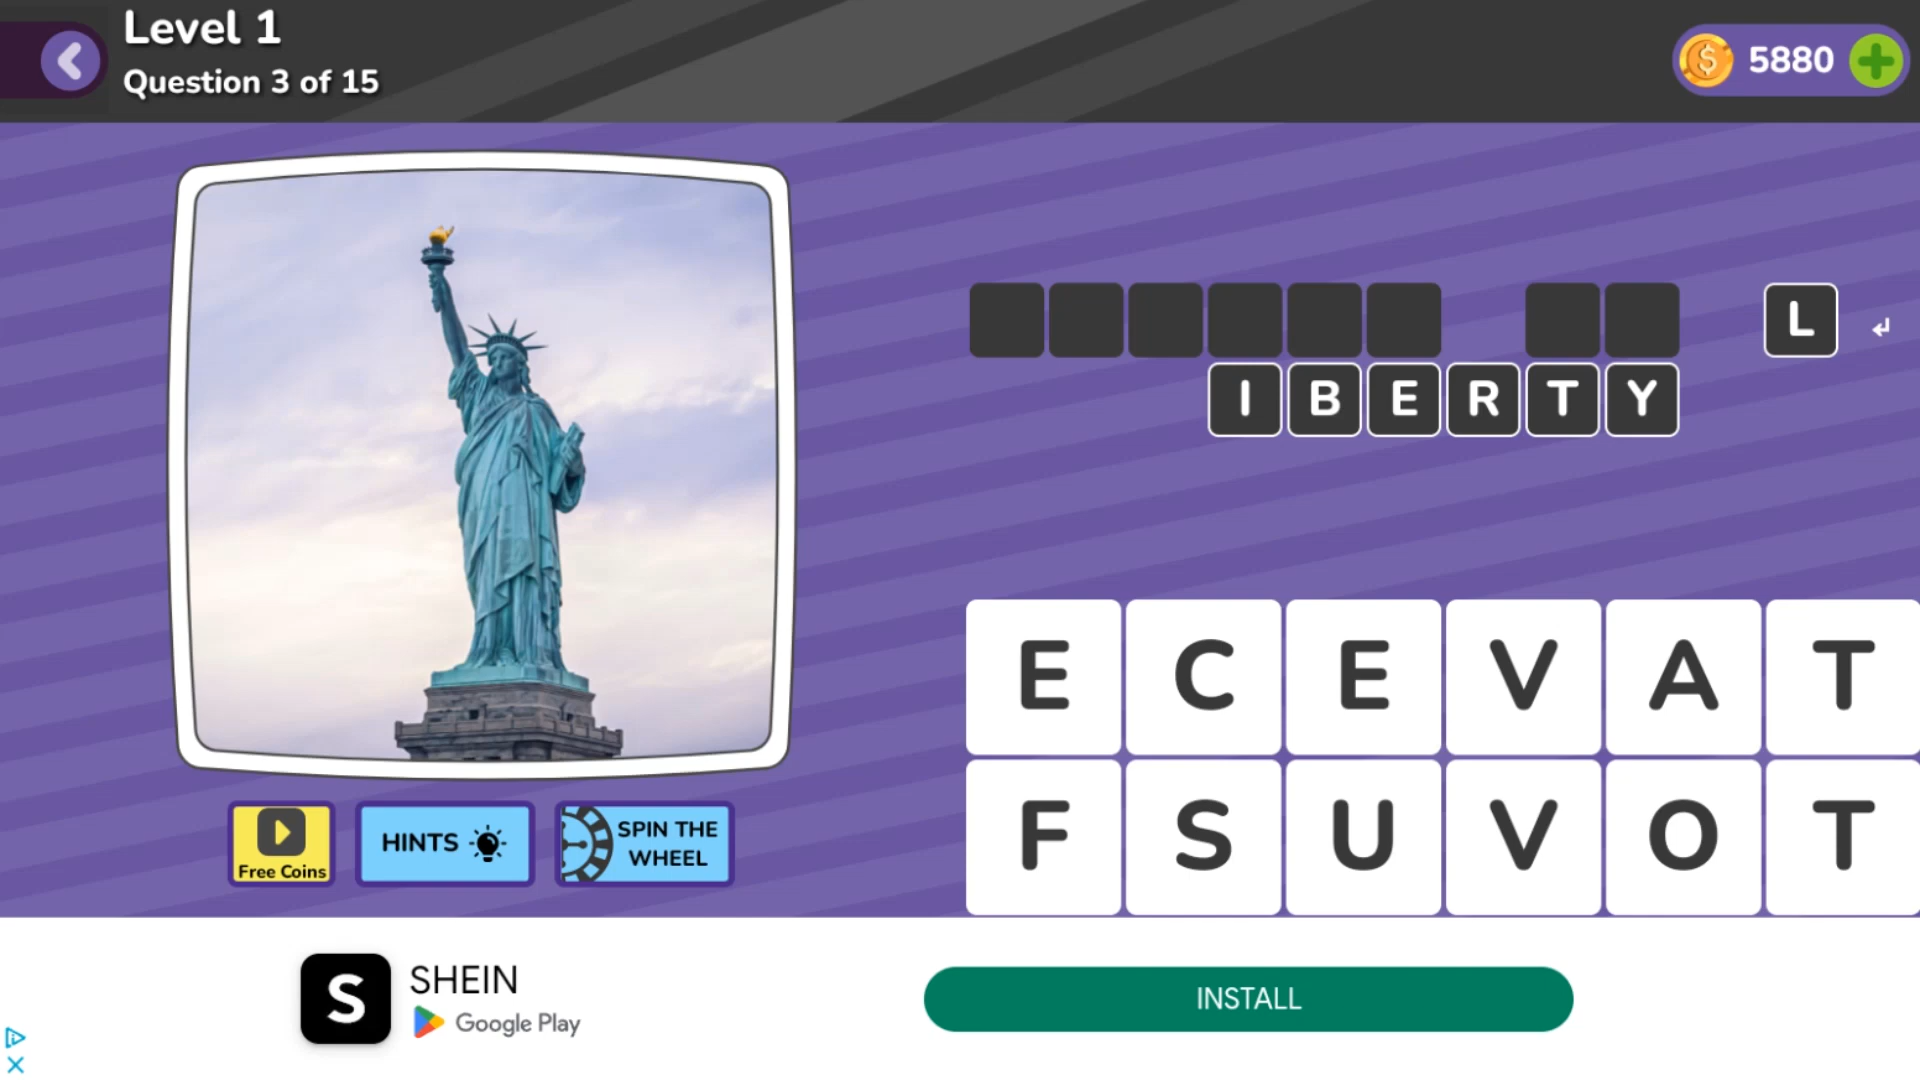 Level 1
Question 3 of 15
$ 5880
L
I B E R T Y
E C E V A T
F S U V O T
Free Coins
HINTS
SPIN THE
WHEEL
S
SHEIN
Google Play
INSTALL